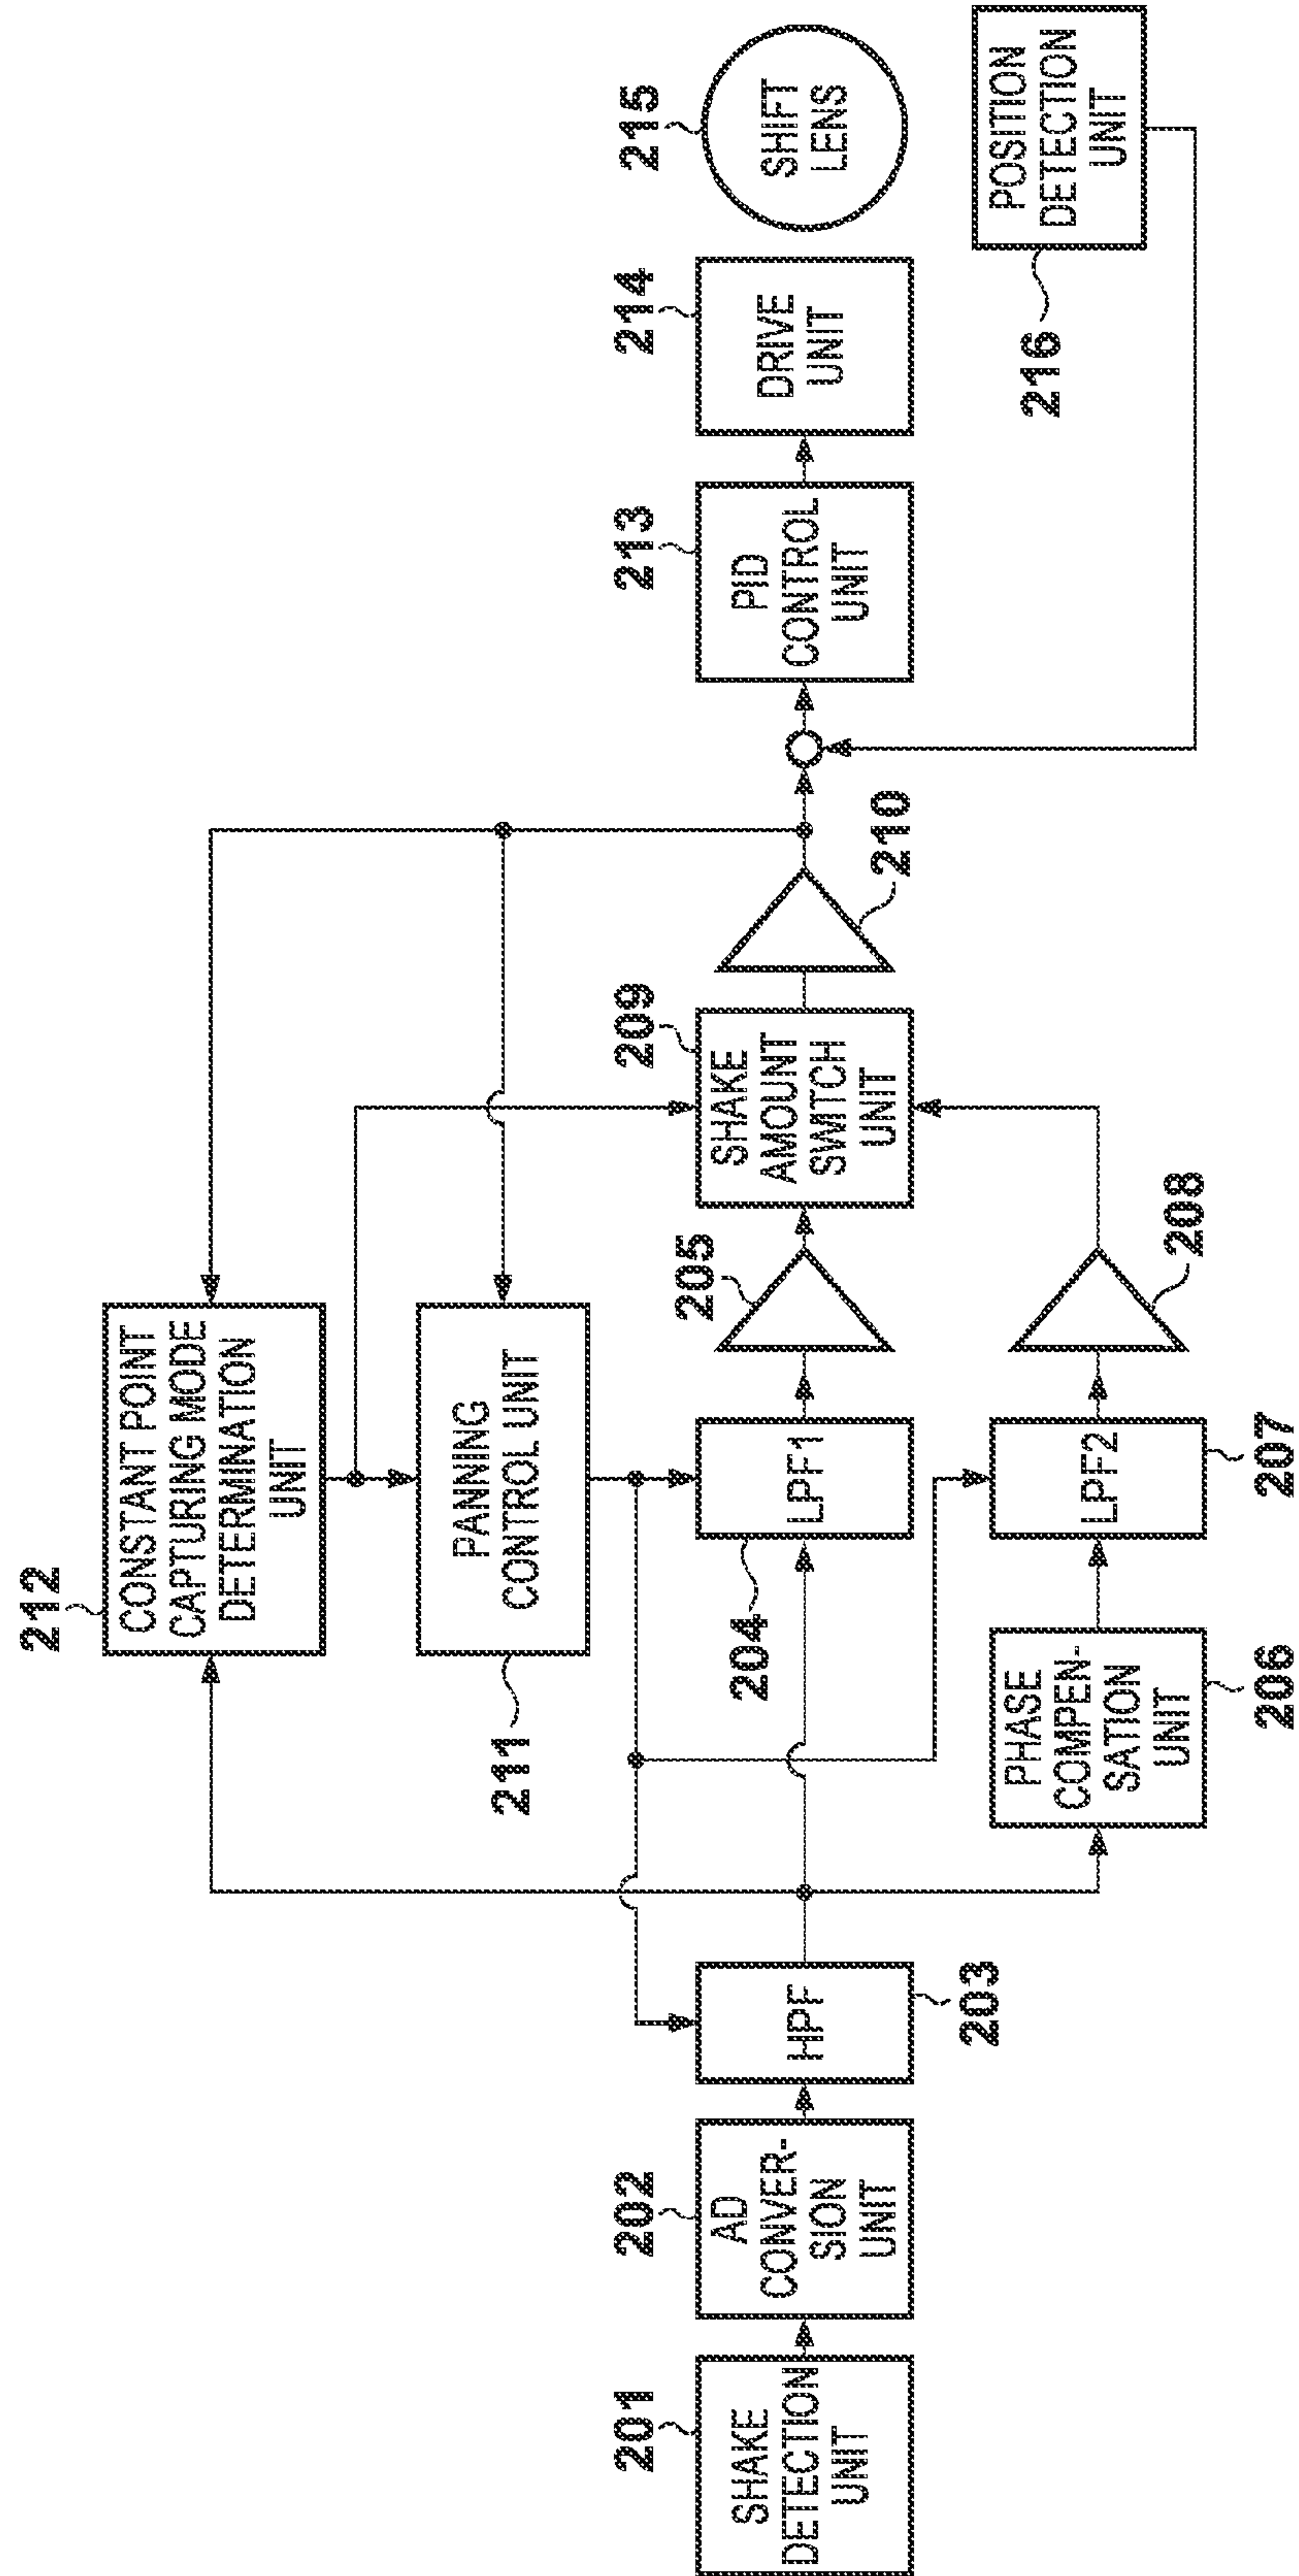 212
CONSTANT POINT
CAPTURING MODE
DETERMINATION
UNIT
211
PANNING
CONTROL UNIT
201
SHAKE
DETECTION
UNIT
202
AD
CONVER-
SION
UNIT
HPF
203
204
LPF1
205
209
SHAKE
AMOUNT
SWITCH
UNIT
210
213
PID
CONTROL
UNIT
214
DRIVE
UNIT
215
SHIFT
LENS
PHASE
COMPEN-
SATION
UNIT
206
LPF2
207
208
216
POSITION
DETECTION
UNIT